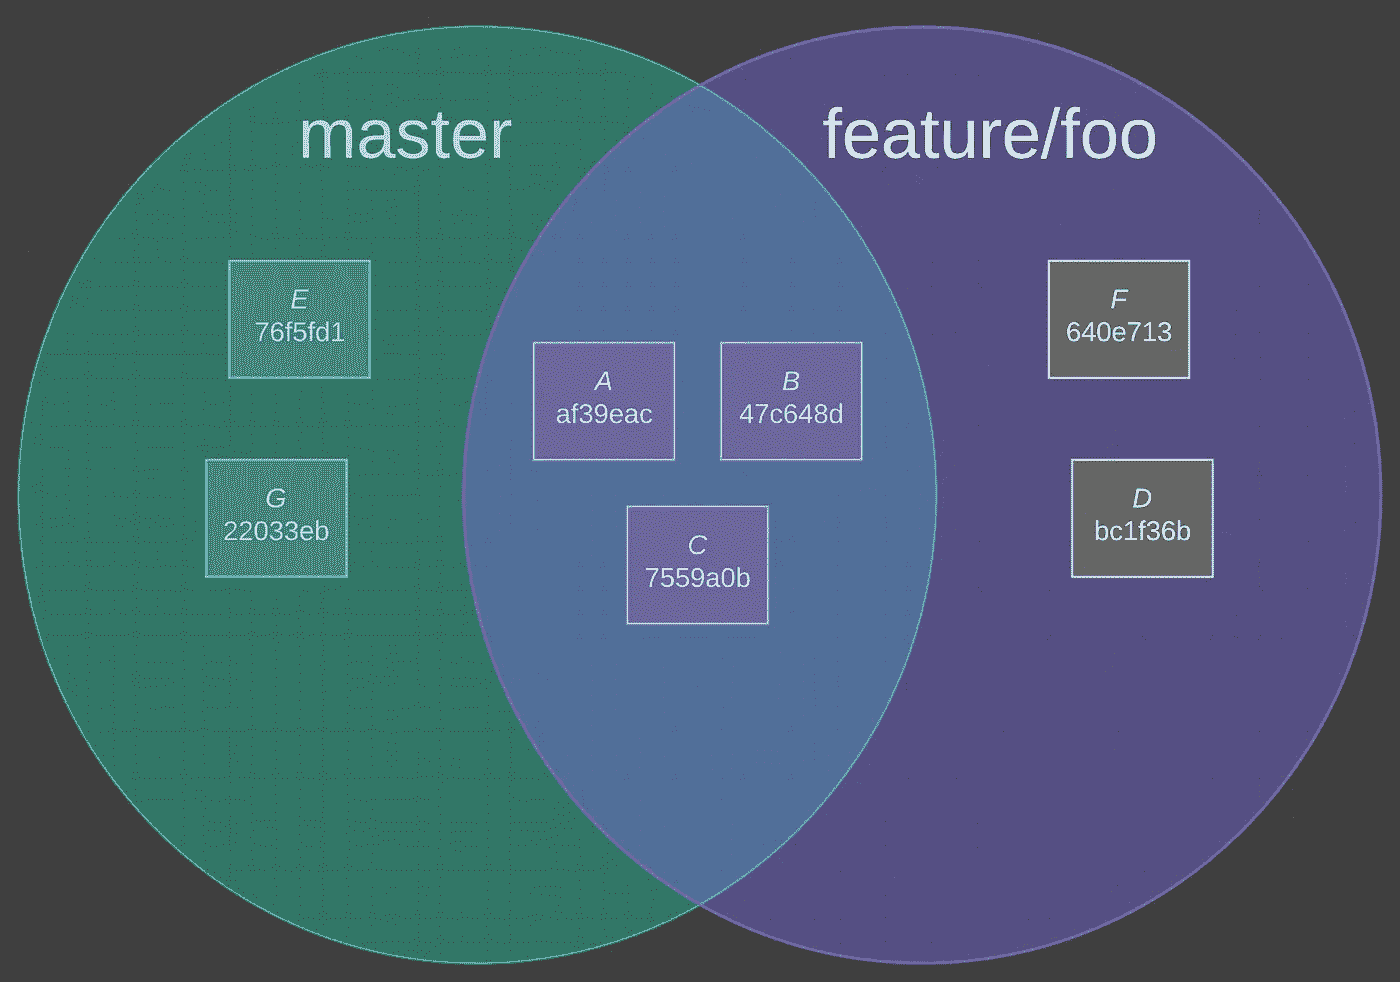 master
feature/foo
E
76f5fd1
F
640e713
A
af39eac
B
47c648d
G
22033eb
D
bc1f36b
C
7559a0b